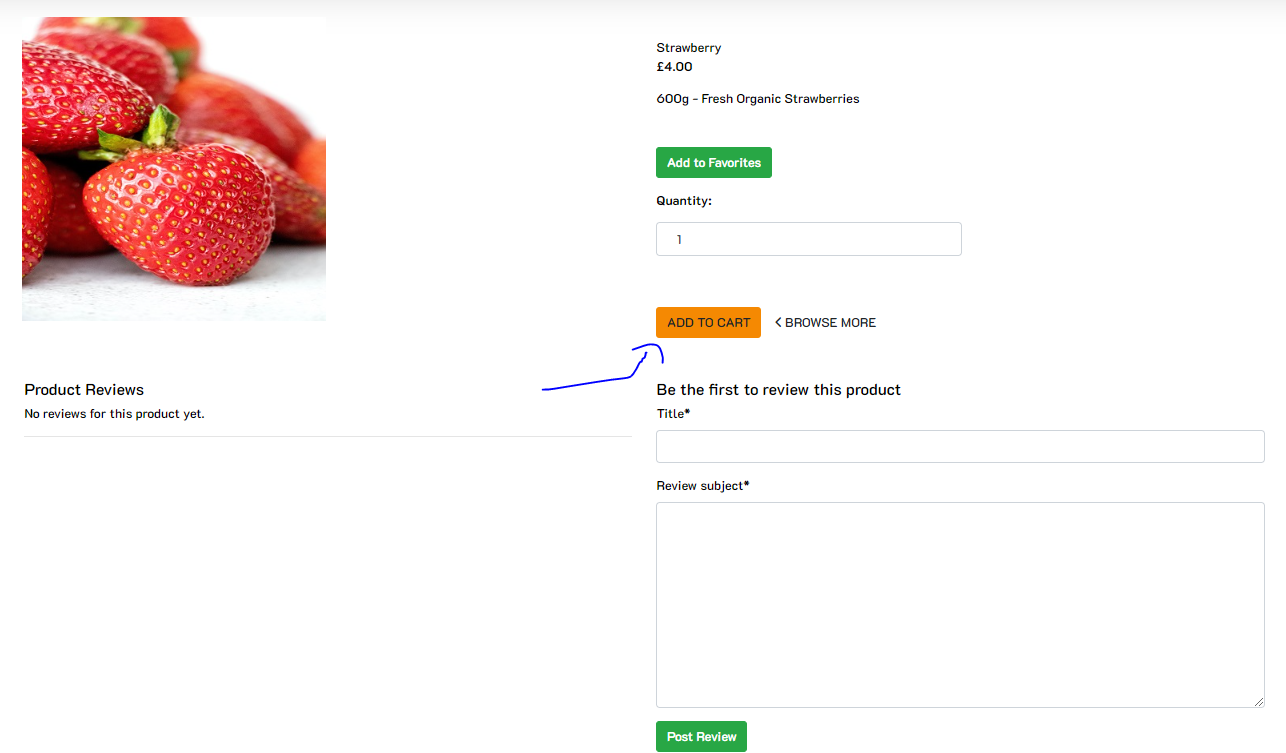 Strawberry
£4.00
600g - Fresh Organic Strawberries
Add to Favorites
Quantity:
1
ADD TO CART < BROWSE MORE
Product Reviews
No reviews for this product yet.
Be the first to review this product
Title*
Review subject*
Post Review